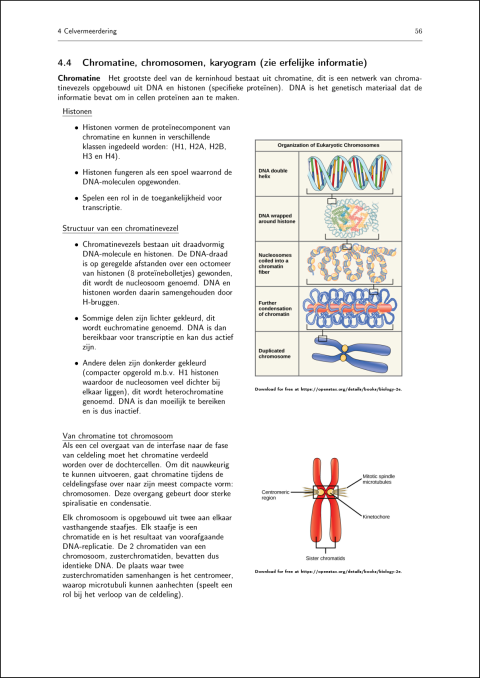 4 Celvermeerdering 56
4.4 Chromatine, chromosomen, karyogram (zie erfelijke informatie)
Chromatine Het grootste deel van de kerninhoud bestaat uit chromatine, dit is een netwerk van chroma-
tinevezels opgebouwd uit DNA en histonen (specifieke proteïnen). DNA is het genetisch materiaal dat de
informatie bevat om in cellen proteïnen aan te maken.
Histonen
• Histonen vormen de proteïnecomponent van
chromatine en kunnen in verschillende
klassen ingedeeld worden: (H1, H2A, H2B,
H3 en H4).
• Histonen fungeren als een spoel waarrond de
DNA-moleculen opgewonden.
• Spelen een rol in de toegankelijkheid voor
transcriptie.
Structuur van een chromatinevezel
• Chromatinevezels bestaan uit draadvormig
DNA-molecule en histonen. De DNA-draad
is op geregelde afstanden over een octomeer
van histonen (8 proteïnebolletjes) gewonden,
dit wordt de nucleosoom genoemd. DNA en
histonen worden daarin samengehouden door
H-bruggen.
• Sommige delen zijn lichter gekleurd, dit
wordt euchromatine genoemd. DNA is dan
bereikbaar voor transcriptie en kan dus actief
zijn.
• Andere delen zijn donkerder gekleurd
(compacter opgerold m.b.v. H1 histonen
waardoor de nucleosomen veel dichter bij
elkaar liggen), dit wordt heterochromatine
genoemd. DNA is dan moeilijk te bereiken
en is dus inactief.
Organization of Eukaryotic Chromosomes
DNA double
helix
DNA wrapped
around histone
Nucleosomes
coiled into a
chromatin
fiber
Further
condensation
of chromatin
Duplicated
chromosome
Download for free at https://openstax.org/details/books/biology-2e.
Van chromatine tot chromosoom
Als een cel overgaat van de interfase naar de fase
van celdeling moet het chromatine verdeeld
worden over de dochtercellen. Om dit nauwkeurig
te kunnen uitvoeren, gaat chromatine tijdens de
celdelingsfase over naar zijn meest compacte vorm:
chromosomen. Deze overgang gebeurt door sterke
spiralisatie en condensatie.
Elk chromosoom is opgebouwd uit twee aan elkaar
vasthangende staafjes. Elk staafje is een
chromatide en is het resultaat van voorafgaande
DNA-replicatie. De 2 chromatiden van een
chromosoom, zusterchromatiden, bevatten dus
identieke DNA. De plaats waar twee
zusterchromatiden samenhangen is het centromeer,
waarop microtubuli kunnen aanhechten (speelt een
rol bij het verloop van de celdeling).
Mitotic spindle
microtubules
Centromeric
region
Kinetochore
Sister chromatids
Download for free at https://openstax.org/details/books/biology-2e.